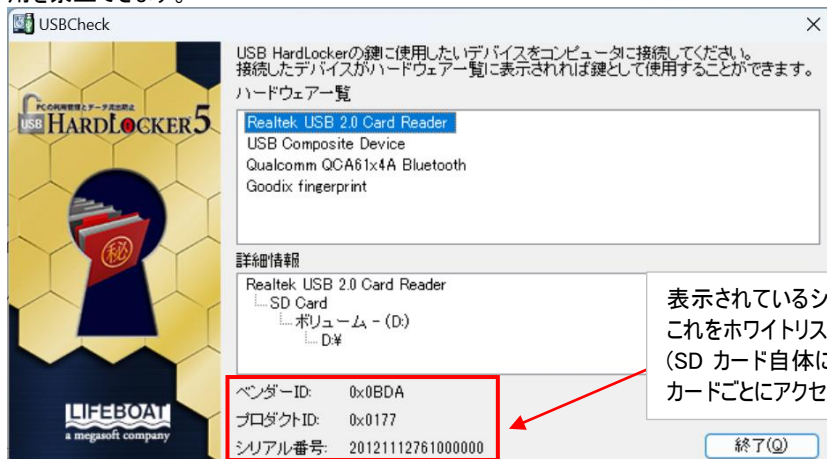 USBCheck
USB HardLockerの鍵に使用したいデバイスをコンピュータに接続してください。
接続したデバイスがハードウェア一覧に表示されれば鍵として使用することができます。
ハードウェア一覧
PCの利用管理とデータ流出防止
USB HARDLOCKER5
Realtek USB 2.0 Card Reader
USB Composite Device
Qualcomm QCA61x4A Bluetooth
Goodix fingerprint
秘
詳細情報
Realtek USB 2.0 Card Reader
SD Card
ボリューム - (D:)
D:¥
表示されているシ
これをホワイトリス
(SD カード自体に
カードごとにアクセ
ベンダーID: 0x0BDA
プロダクトID: 0x0177
シリアル番号: 20121112761000000
LIFEBOAT
a megasoft company
終了(Q)